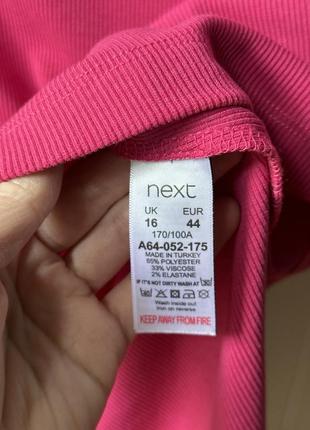 next
UK EUR
16 44
170/100A
A64-052-175
MADE IN TURKEY
65% POLYESTER
33% VISCOSE
2% ELASTANE
IF IT'S NOT DIRTY WASH AT
Wash inside out
Iron on reverse
KEEP AWAY FROM FIRE